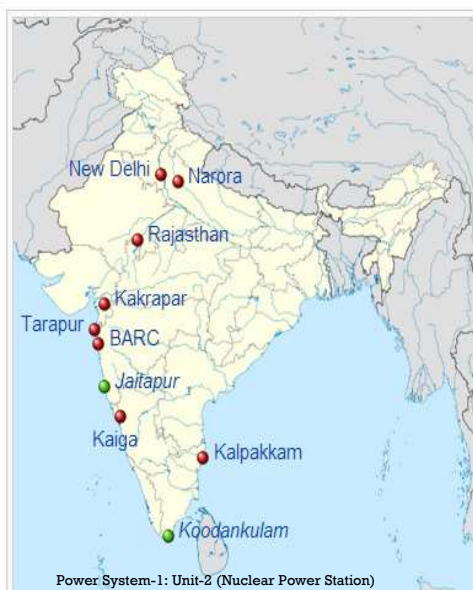 New Delhi
Narora
Rajasthan
Kakrapar
Tarapur
BARC
Jaitapur
Kaiga
Kalpakkam
Koodankulam
Power System-1: Unit-2 (Nuclear Power Station)